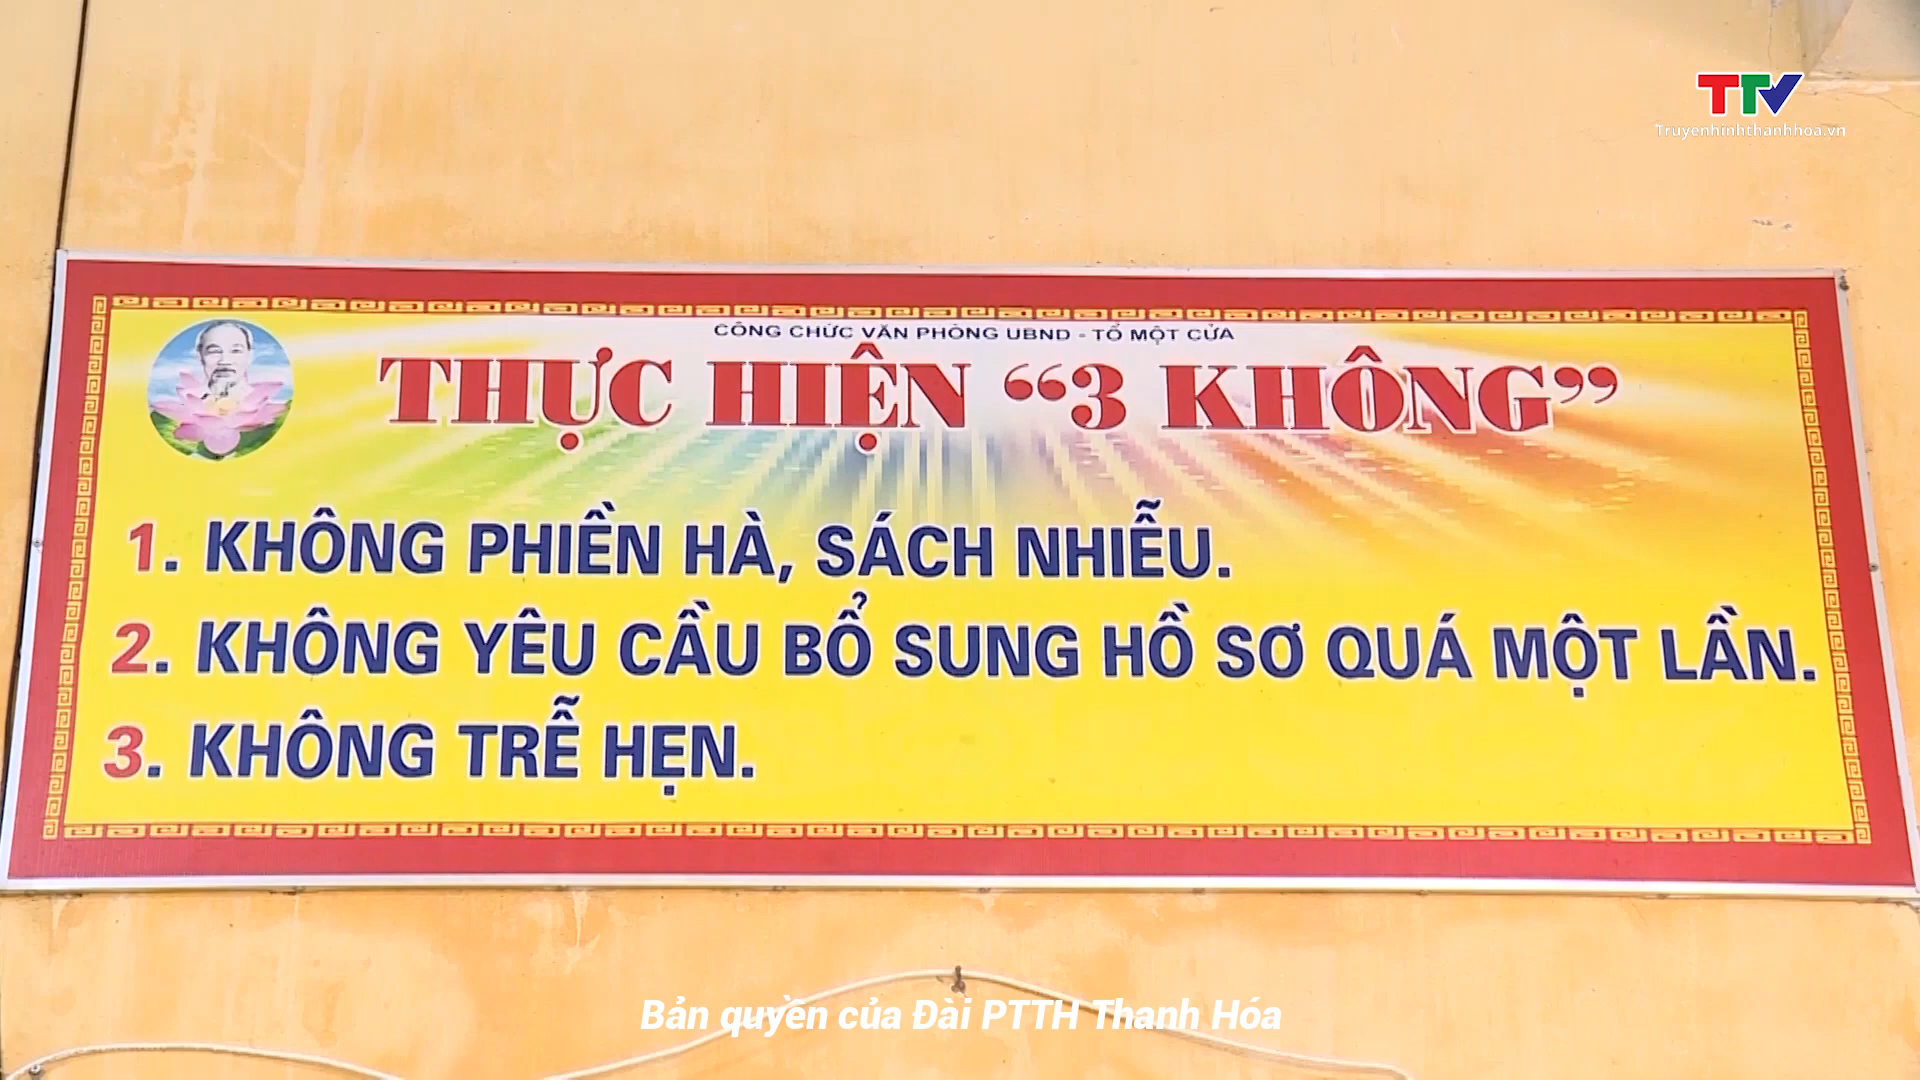 TTV
Truyenhinhthanhhoa.vn
CÔNG CHỨC VĂN PHÒNG UBND - TỔ MỘT CỬA
THỰC HIỆN “3 KHÔNG”
1. KHÔNG PHIỀN HÀ, SÁCH NHIỄU.
2. KHÔNG YÊU CẦU BỔ SUNG HỒ SƠ QUÁ MỘT LẦN.
3. KHÔNG TRỄ HẸN.
Bản quyền của Đài PTTH Thanh Hóa